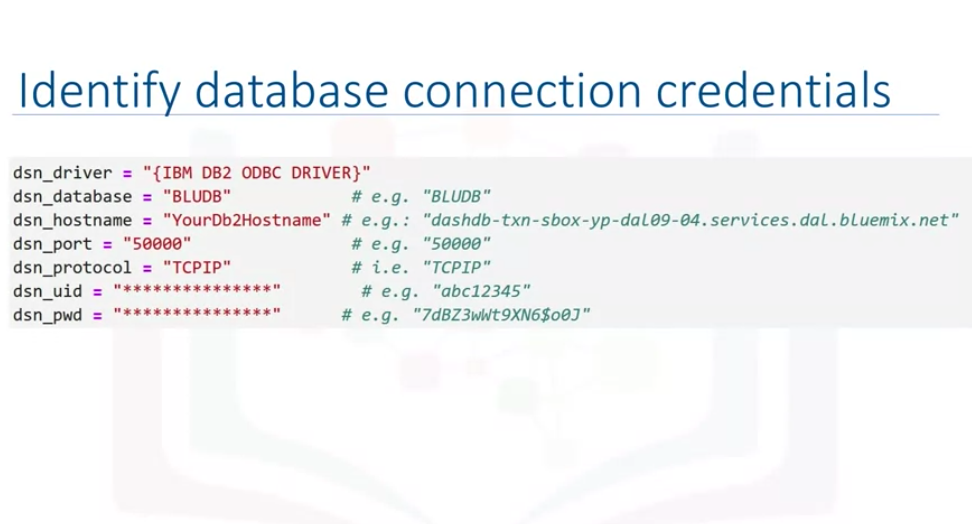 Identify database connection credentials
dsn_driver = "{IBM DB2 ODBC DRIVER}"
dsn_database = "BLUDB" # e.g. "BLUDB"
dsn_hostname = "YourDb2Hostname" # e.g.: "dashdb-txn-sbox-yp-dal09-04.services.dal.bluemix.net"
dsn_port = "50000" # e.g. "50000"
dsn_protocol = "TCPIP" # i.e. "TCPIP"
dsn_uid = "***************" # e.g. "abc12345"
dsn_pwd = "***************" # e.g. "7dBZ3wWt9XN6$o0J"